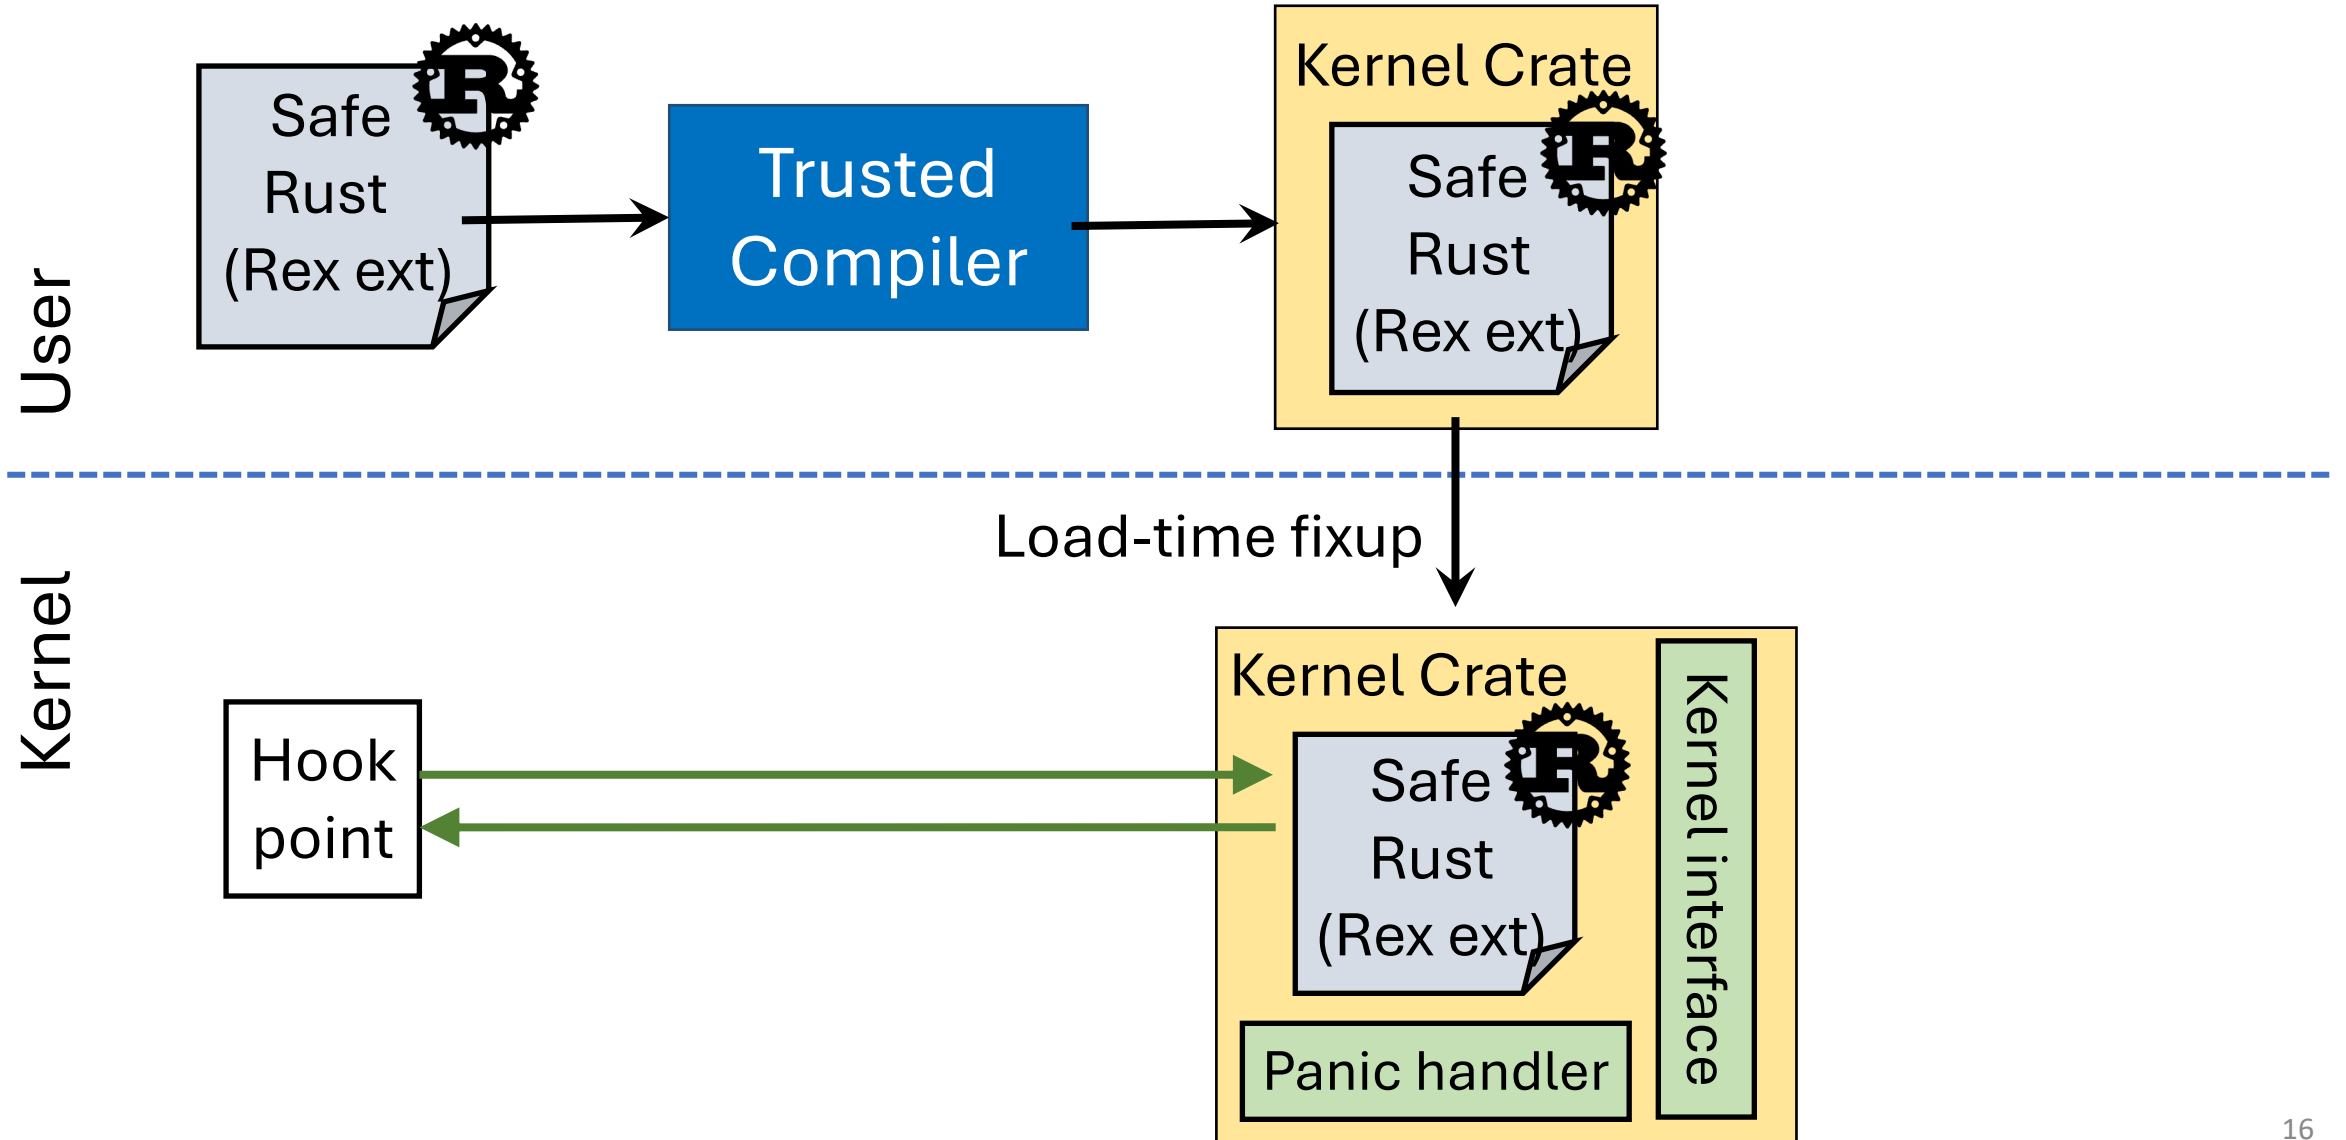 User
Safe
Rust
(Rex ext)
Trusted
Compiler
Kernel Crate
Safe
Rust
(Rex ext)
Load-time fixup
Kernel
Hook
point
Kernel Crate
Safe
Rust
(Rex ext)
Kernel interface
Panic handler
16